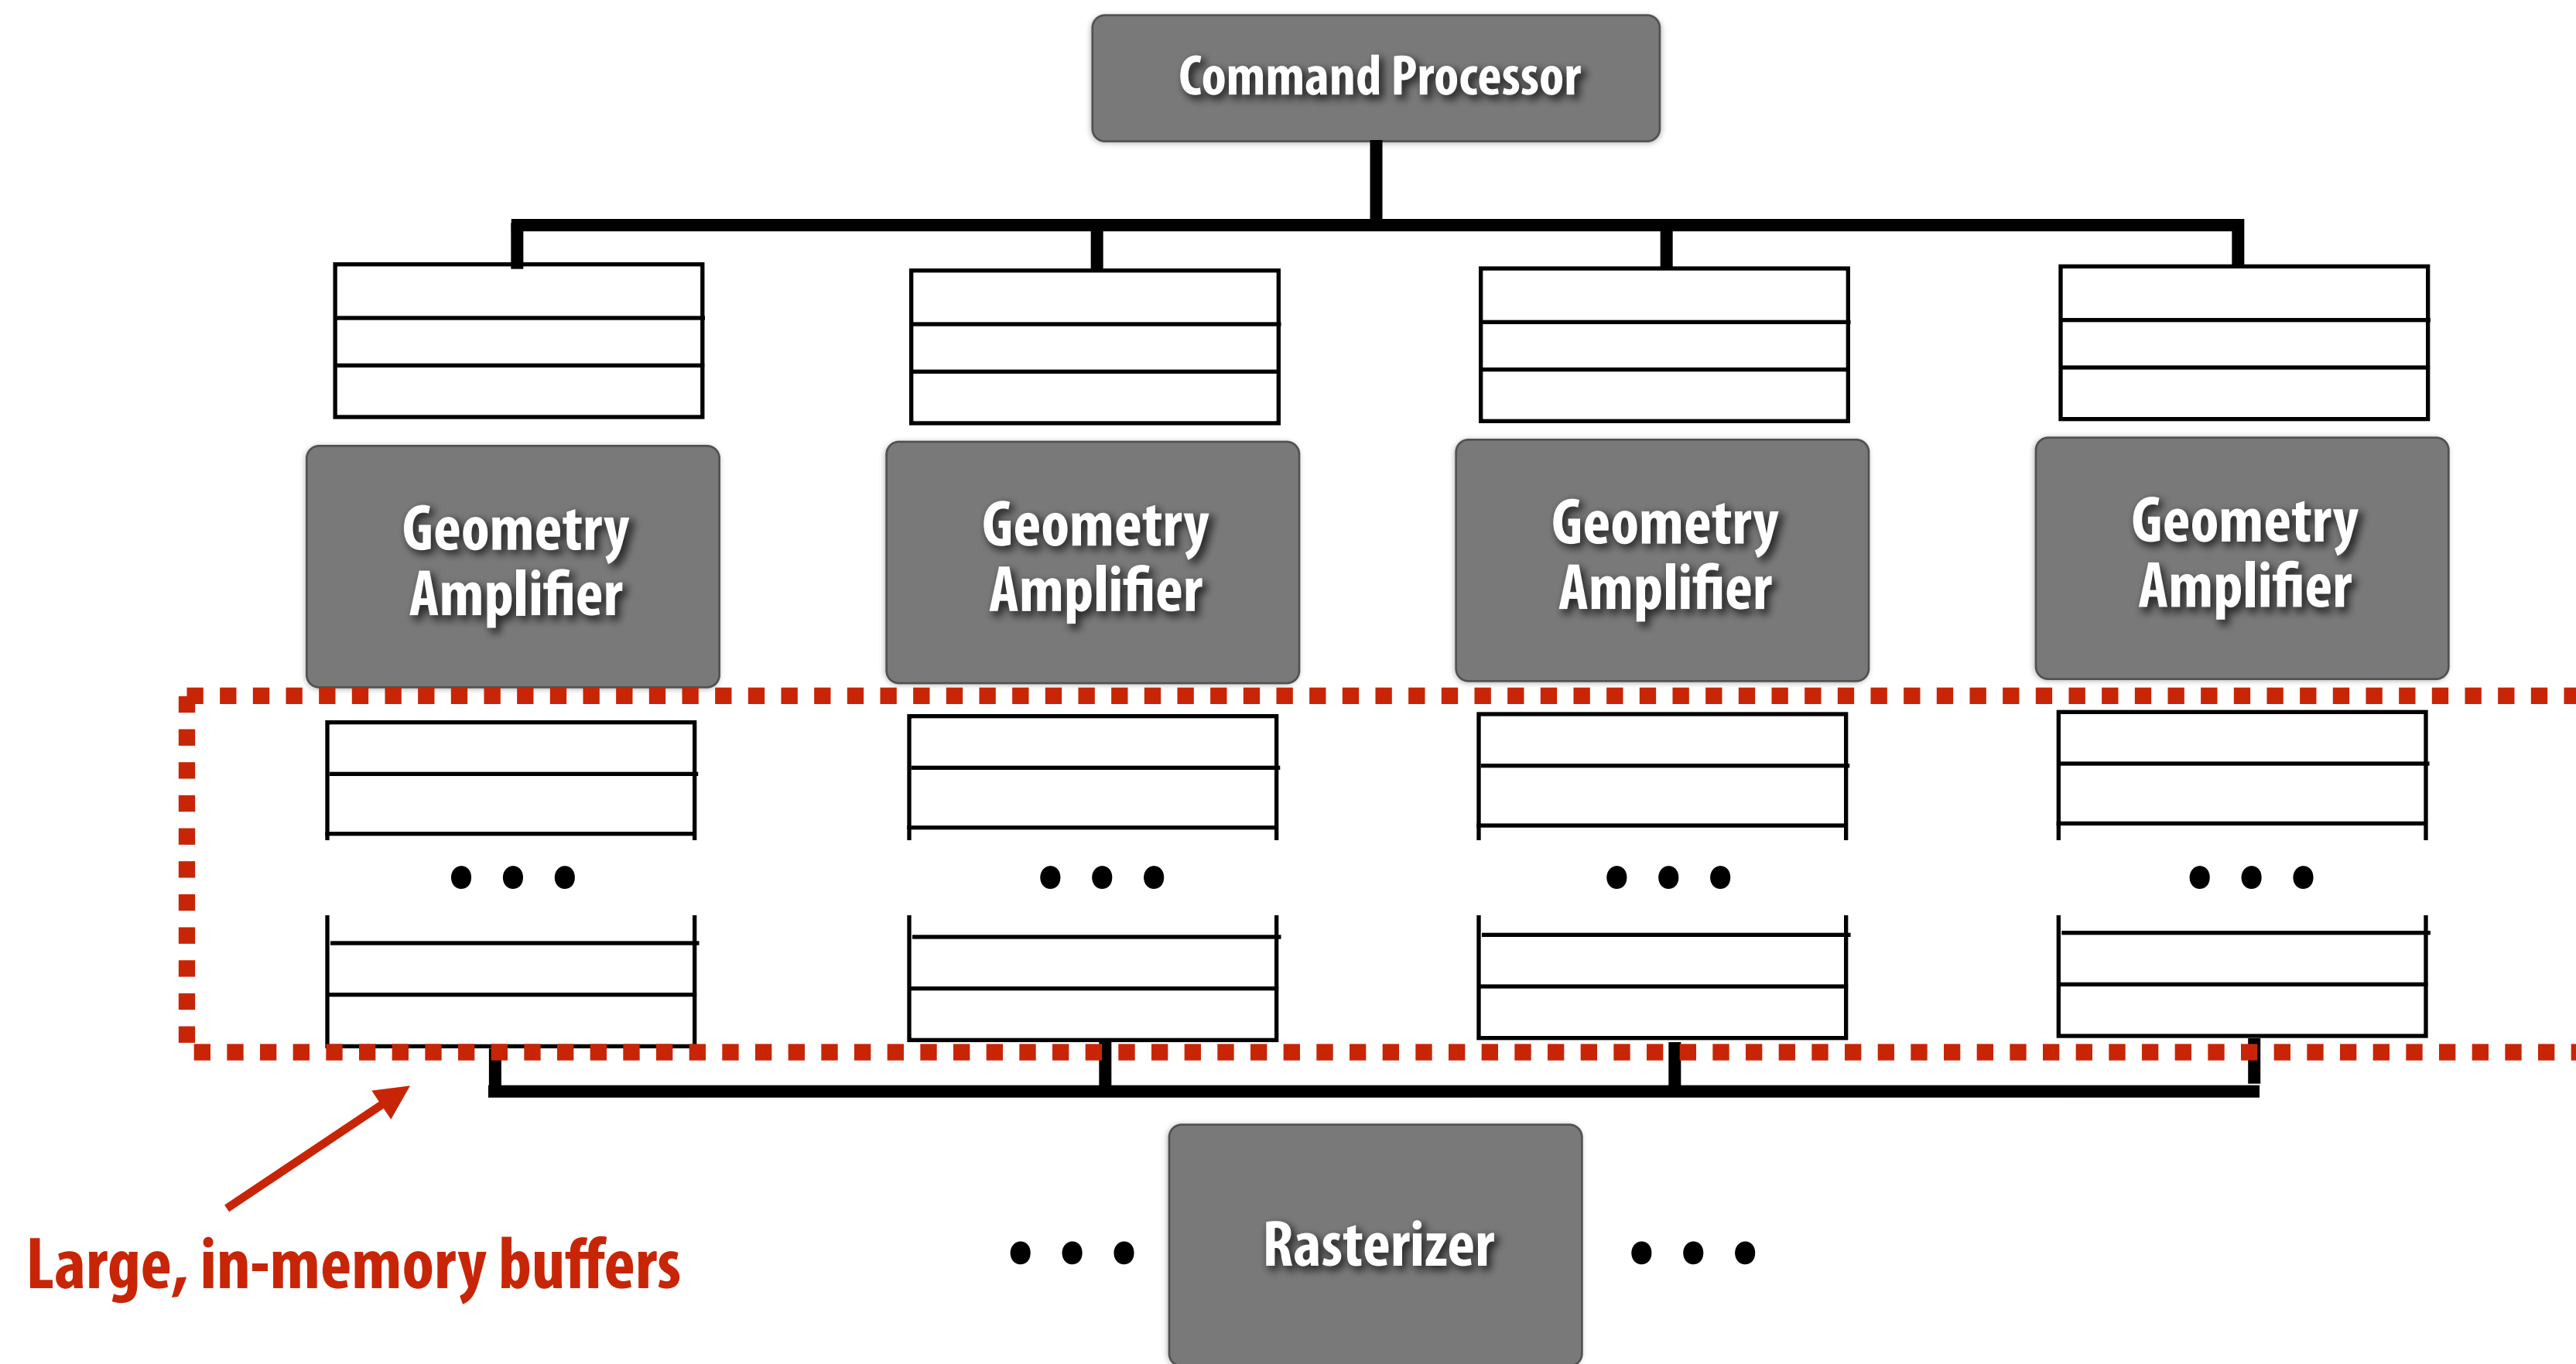 Command Processor
Geometry
Amplifier
Geometry
Amplifier
Geometry
Amplifier
Geometry
Amplifier
Large, in-memory buffers
Rasterizer